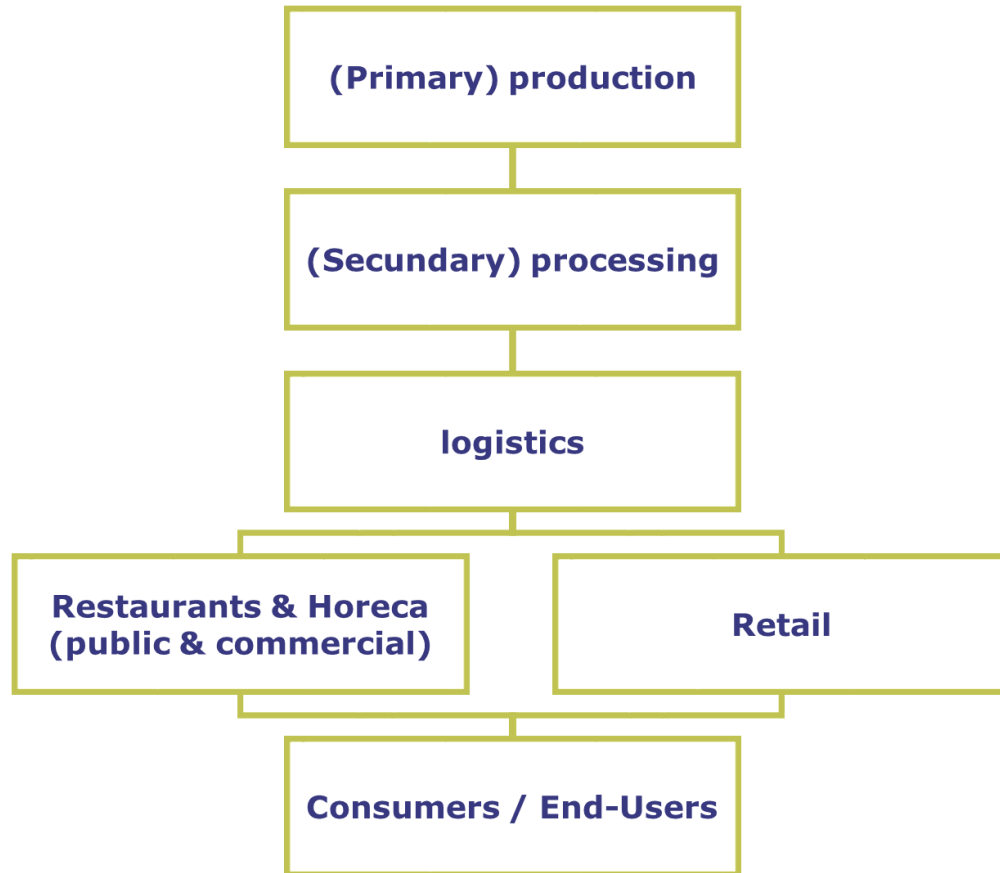 (Primary) production
(Secundary) processing
logistics
Restaurants & Horeca
(public & commercial)
Retail
Consumers / End-Users